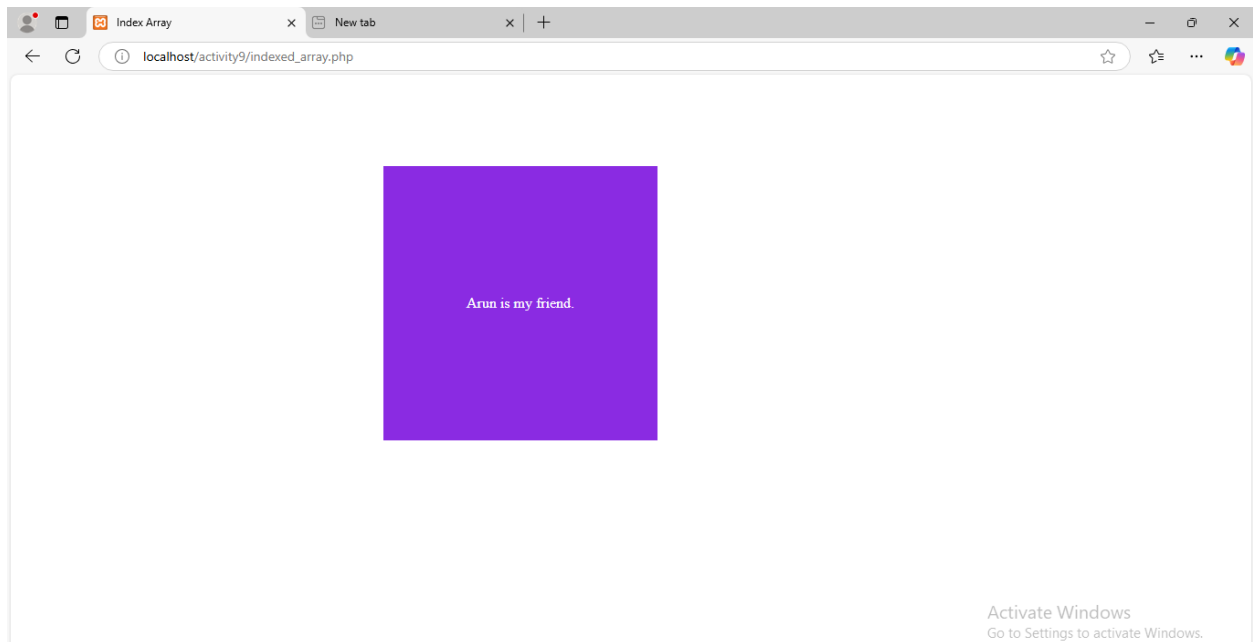 Index Array
New tab
localhost/activity9/indexed_array.php
Arun is my friend.
Activate Windows
Go to Settings to activate Windows.